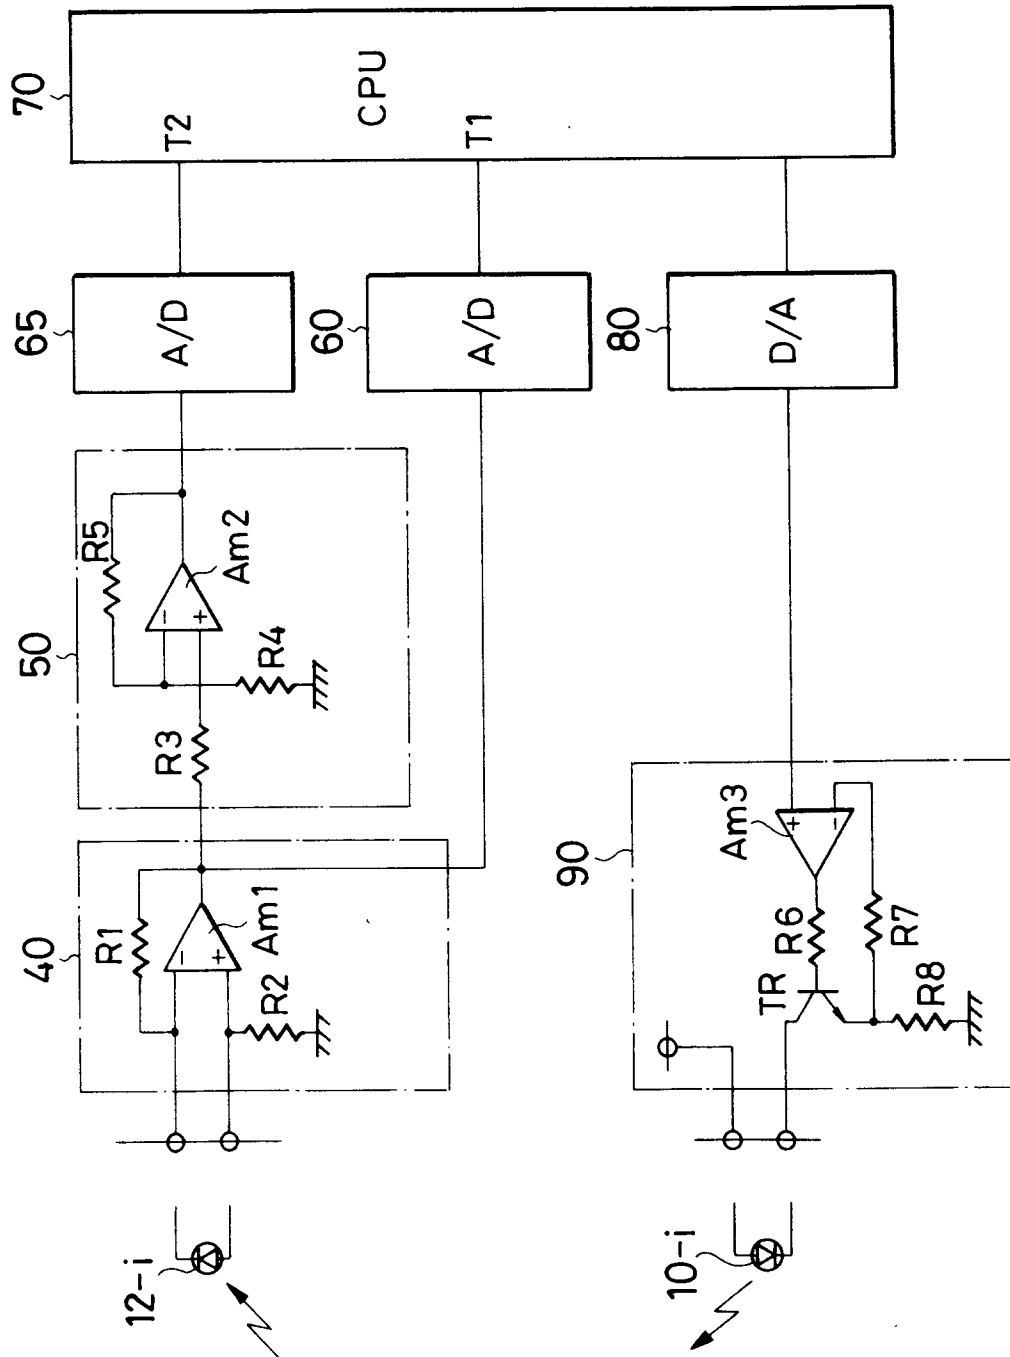 70
CPU
T2
T1
65
A/D
60
A/D
80
D/A
50
R5
Am2
R4
R3
-
+
40
R1
Am1
R2
-
+
90
Am3
+
-
R6
R7
TR
R8
12-i
10-i